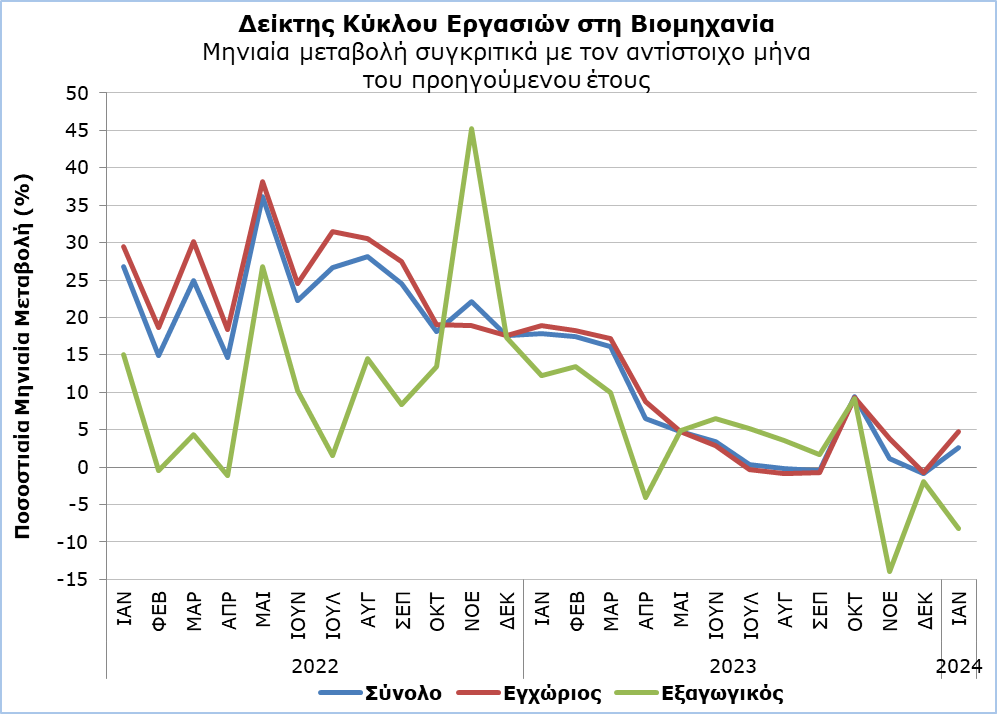 Δείκτης Κύκλου Εργασιών στη Βιομηχανία
Μηνιαία μεταβολή συγκριτικά με τον αντίστοιχο μήνα
του προηγούμενου έτους
Ποσοστιαία Μηνιαία Μεταβολή (%)
50
45
40
35
30
25
20
15
10
5
0
-5
-10
-15
ΙΑΝ ΦΕΒ ΜΑΡ ΑΠΡ ΜΑΙ ΙΟΥΝ ΙΟΥΛ ΑΥΓ ΣΕΠ ΟΚΤ ΝΟΕ ΔΕΚ ΙΑΝ ΦΕΒ ΜΑΡ ΑΠΡ ΜΑΙ ΙΟΥΝ ΙΟΥΛ ΑΥΓ ΣΕΠ ΟΚΤ ΝΟΕ ΔΕΚ ΙΑΝ
2022 2023 2024
Σύνολο Εγχώριος Εξαγωγικός